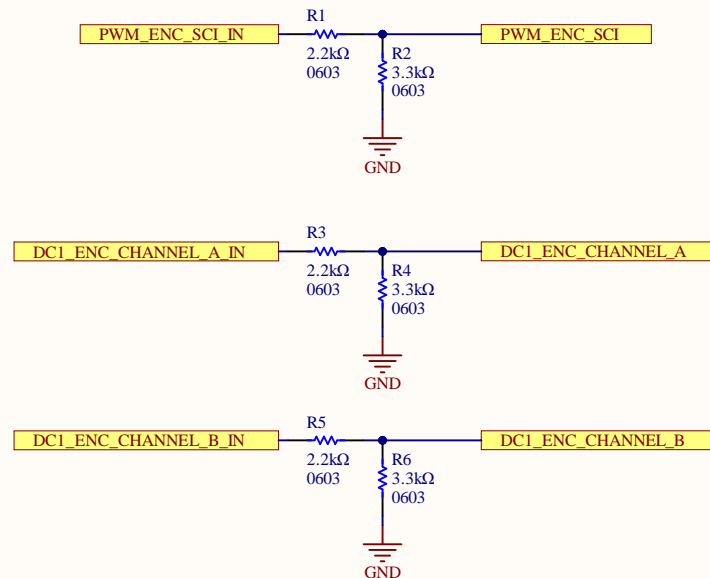 PWM_ENC_SCI_IN
R1
2.2kΩ
0603
R2
3.3kΩ
0603
PWM_ENC_SCI
GND
DC1_ENC_CHANNEL_A_IN
R3
2.2kΩ
0603
R4
3.3kΩ
0603
DC1_ENC_CHANNEL_A
GND
DC1_ENC_CHANNEL_B_IN
R5
2.2kΩ
0603
R6
3.3kΩ
0603
DC1_ENC_CHANNEL_B
GND